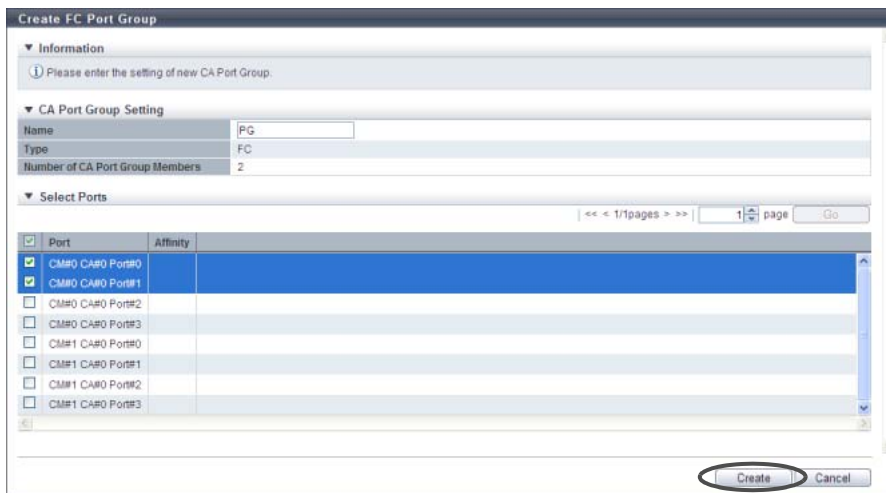 Create FC Port Group
Information
Please enter the setting of new CA Port Group.
CA Port Group Setting
Name PG
Type FC
Number of CA Port Group Members 2
Select Ports
| << < 1/1pages > >> | 1 page Go
Port Affinity
CM#0 CA#0 Port#0
CM#0 CA#0 Port#1
CM#0 CA#0 Port#2
CM#0 CA#0 Port#3
CM#1 CA#0 Port#0
CM#1 CA#0 Port#1
CM#1 CA#0 Port#2
CM#1 CA#0 Port#3
Create Cancel